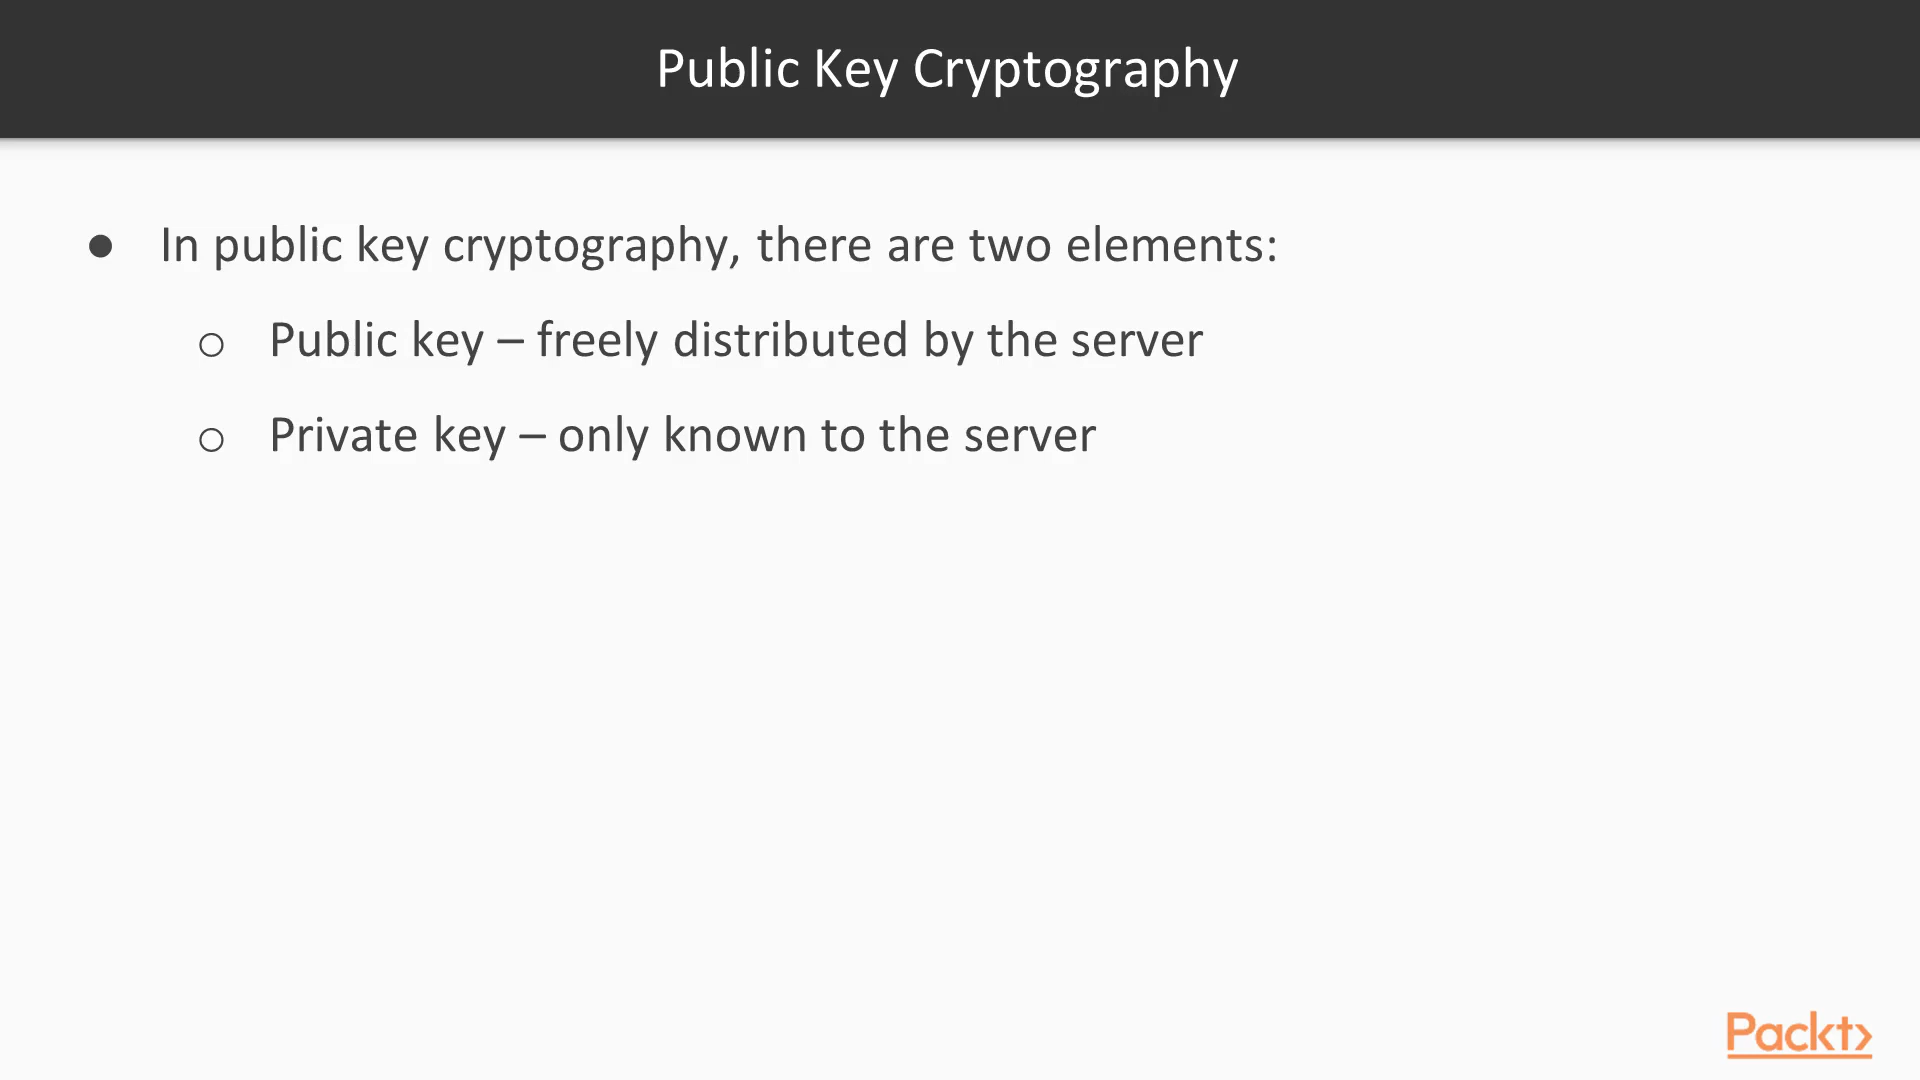 Public Key Cryptography
● In public key cryptography, there are two elements:
○ Public key – freely distributed by the server
○ Private key – only known to the server
Packt>